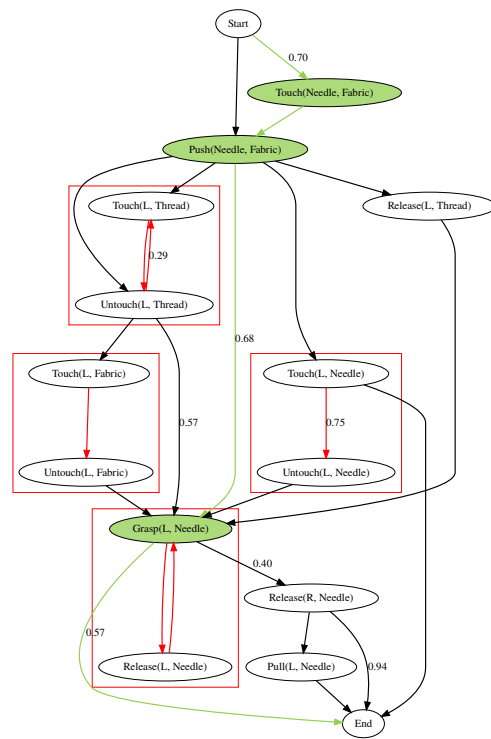 Start
0.70
Touch(Needle, Fabric)
Push(Needle, Fabric)
Touch(L, Thread)
Release(L, Thread)
0.29
Untouch(L, Thread)
0.68
Touch(L, Fabric)
Touch(L, Needle)
0.57
0.75
Untouch(L, Fabric)
Untouch(L, Needle)
Grasp(L, Needle)
0.40
Release(R, Needle)
0.57
Release(L, Needle)
Pull(L, Needle)
0.94
End